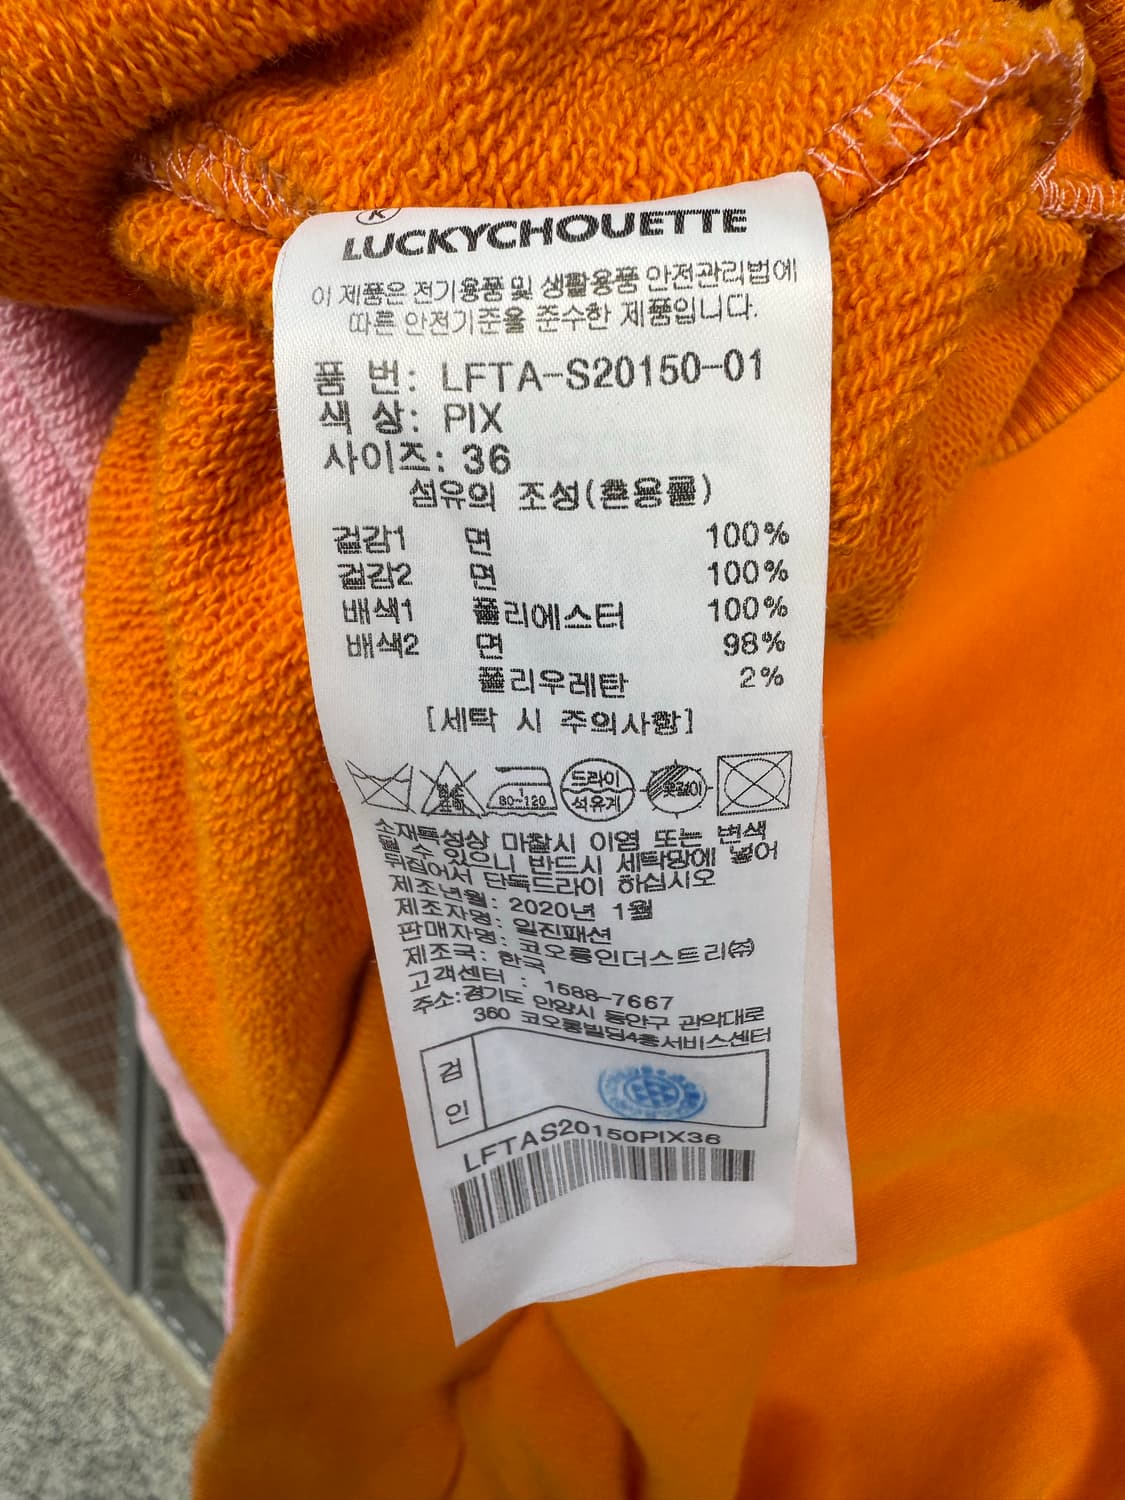 LUCKYCHOUETTE
이 제품은 전기용품 및 생활용품 안전관리법에
따른 안전기준을 준수한 제품입니다.
품 번: LFTA-S20150-01
색 상: PIX
사이즈: 36
섬유의 조성(혼용률)
겉감1 면 100%
겉감2 면 100%
배색1 폴리에스터 100%
배색2 면 98%
폴리우레탄 2%
[세탁 시 주의사항]
1
80~120
드라이
석유계
옷걸이
소재특성상 마찰시 이염 또는 변색
될 수 있으니 반드시 세탁망에 넣어
뒤집어서 단독드라이 하십시오
제조년월: 2020년 1월
제조자명: 일진패션
판매자명: 코오롱인더스트리㈜
제조국: 한국
고객센터 : 1588-7667
주소:경기도 안양시 동안구 관악대로
360 코오롱빌딩4층서비스센터
검
인
LFTAS20150PIX36